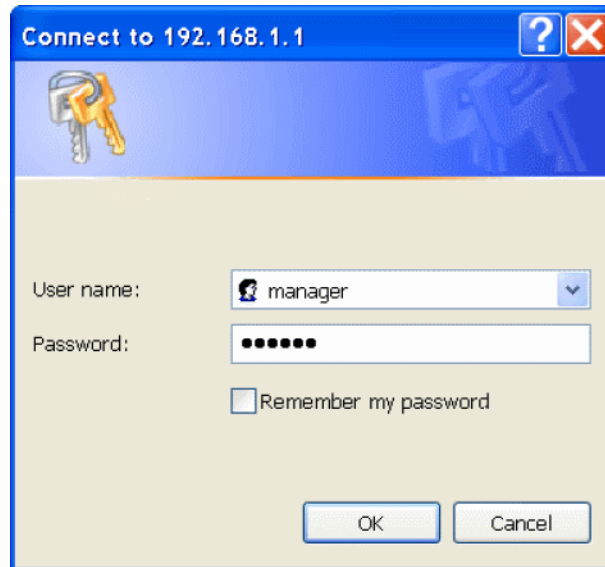 Connect to 192.168.1.1
User name: manager
Password: ●●●●●●
Remember my password
OK Cancel